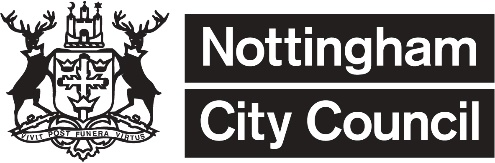 VIVIT POST FUNERA VIRTUS
Nottingham
City Council